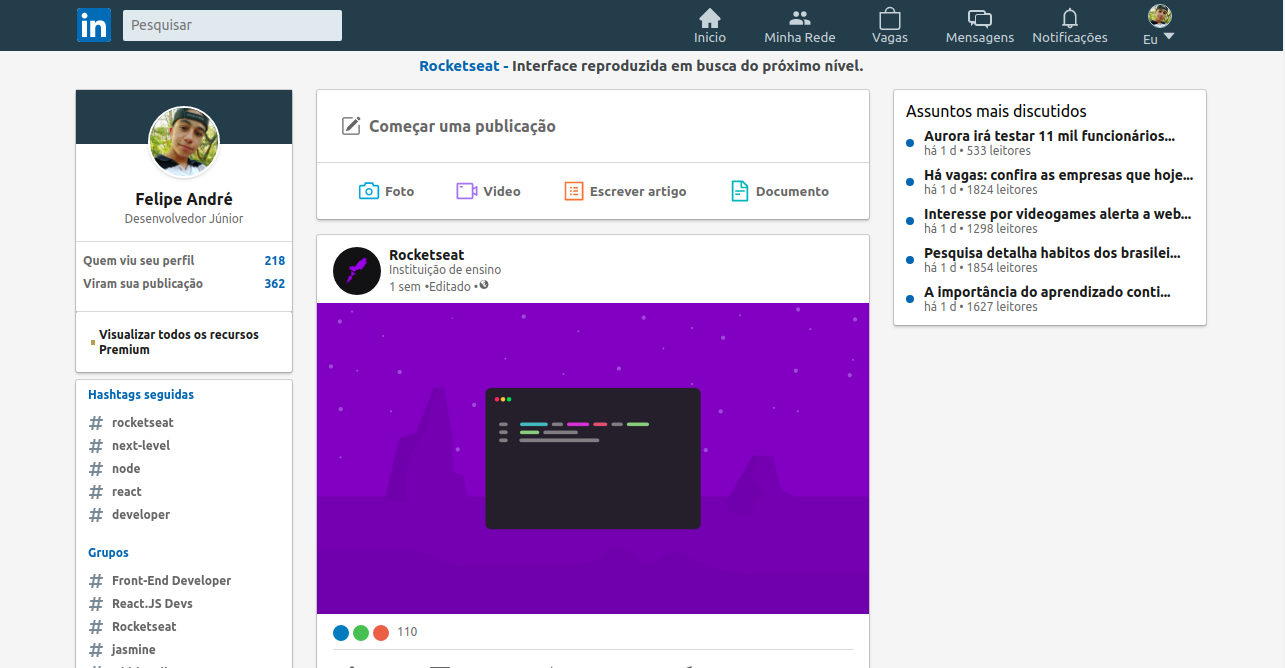 in
Pesquisar
Inicio
Minha Rede
Vagas
Mensagens
Notificações
Eu
Rocketseat - Interface reproduzida em busca do próximo nível.
Felipe André
Desenvolvedor Júnior
Quem viu seu perfil 218
Viram sua publicação 362
Visualizar todos os recursos
Premium
Hashtags seguidas
# rocketseat
# next-level
# node
# react
# developer
Grupos
# Front-End Developer
# React.JS Devs
# Rocketseat
# jasmine
Começar uma publicação
Foto
Video
Escrever artigo
Documento
Rocketseat
Instituição de ensino
1 sem •Editado •
110
Assuntos mais discutidos
Aurora irá testar 11 mil funcionários...
há 1 d • 533 leitores
Há vagas: confira as empresas que hoje...
há 1 d • 1824 leitores
Interesse por videogames alerta a web...
há 1 d • 1298 leitores
Pesquisa detalha habitos dos brasilei...
há 1 d • 1854 leitores
A importância do aprendizado conti...
há 1 d • 1627 leitores